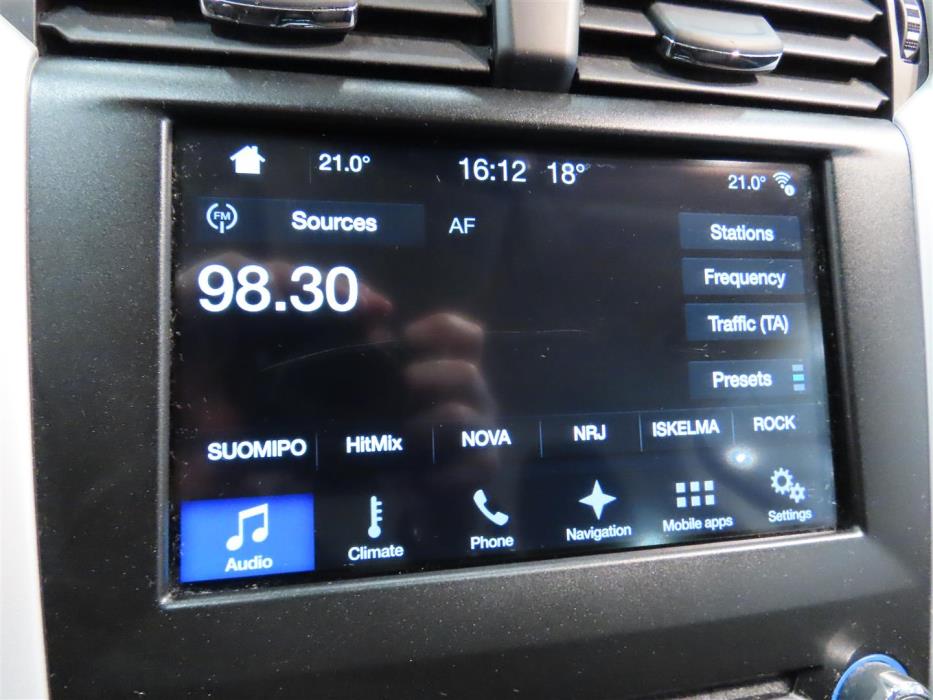 21.0° 16:12 18° 21.0°
FM Sources AF Stations
98.30 Frequency
Traffic (TA)
Presets
SUOMIPO HitMix NOVA NRJ ISKELMA ROCK
Audio Climate Phone Navigation Mobile apps Settings